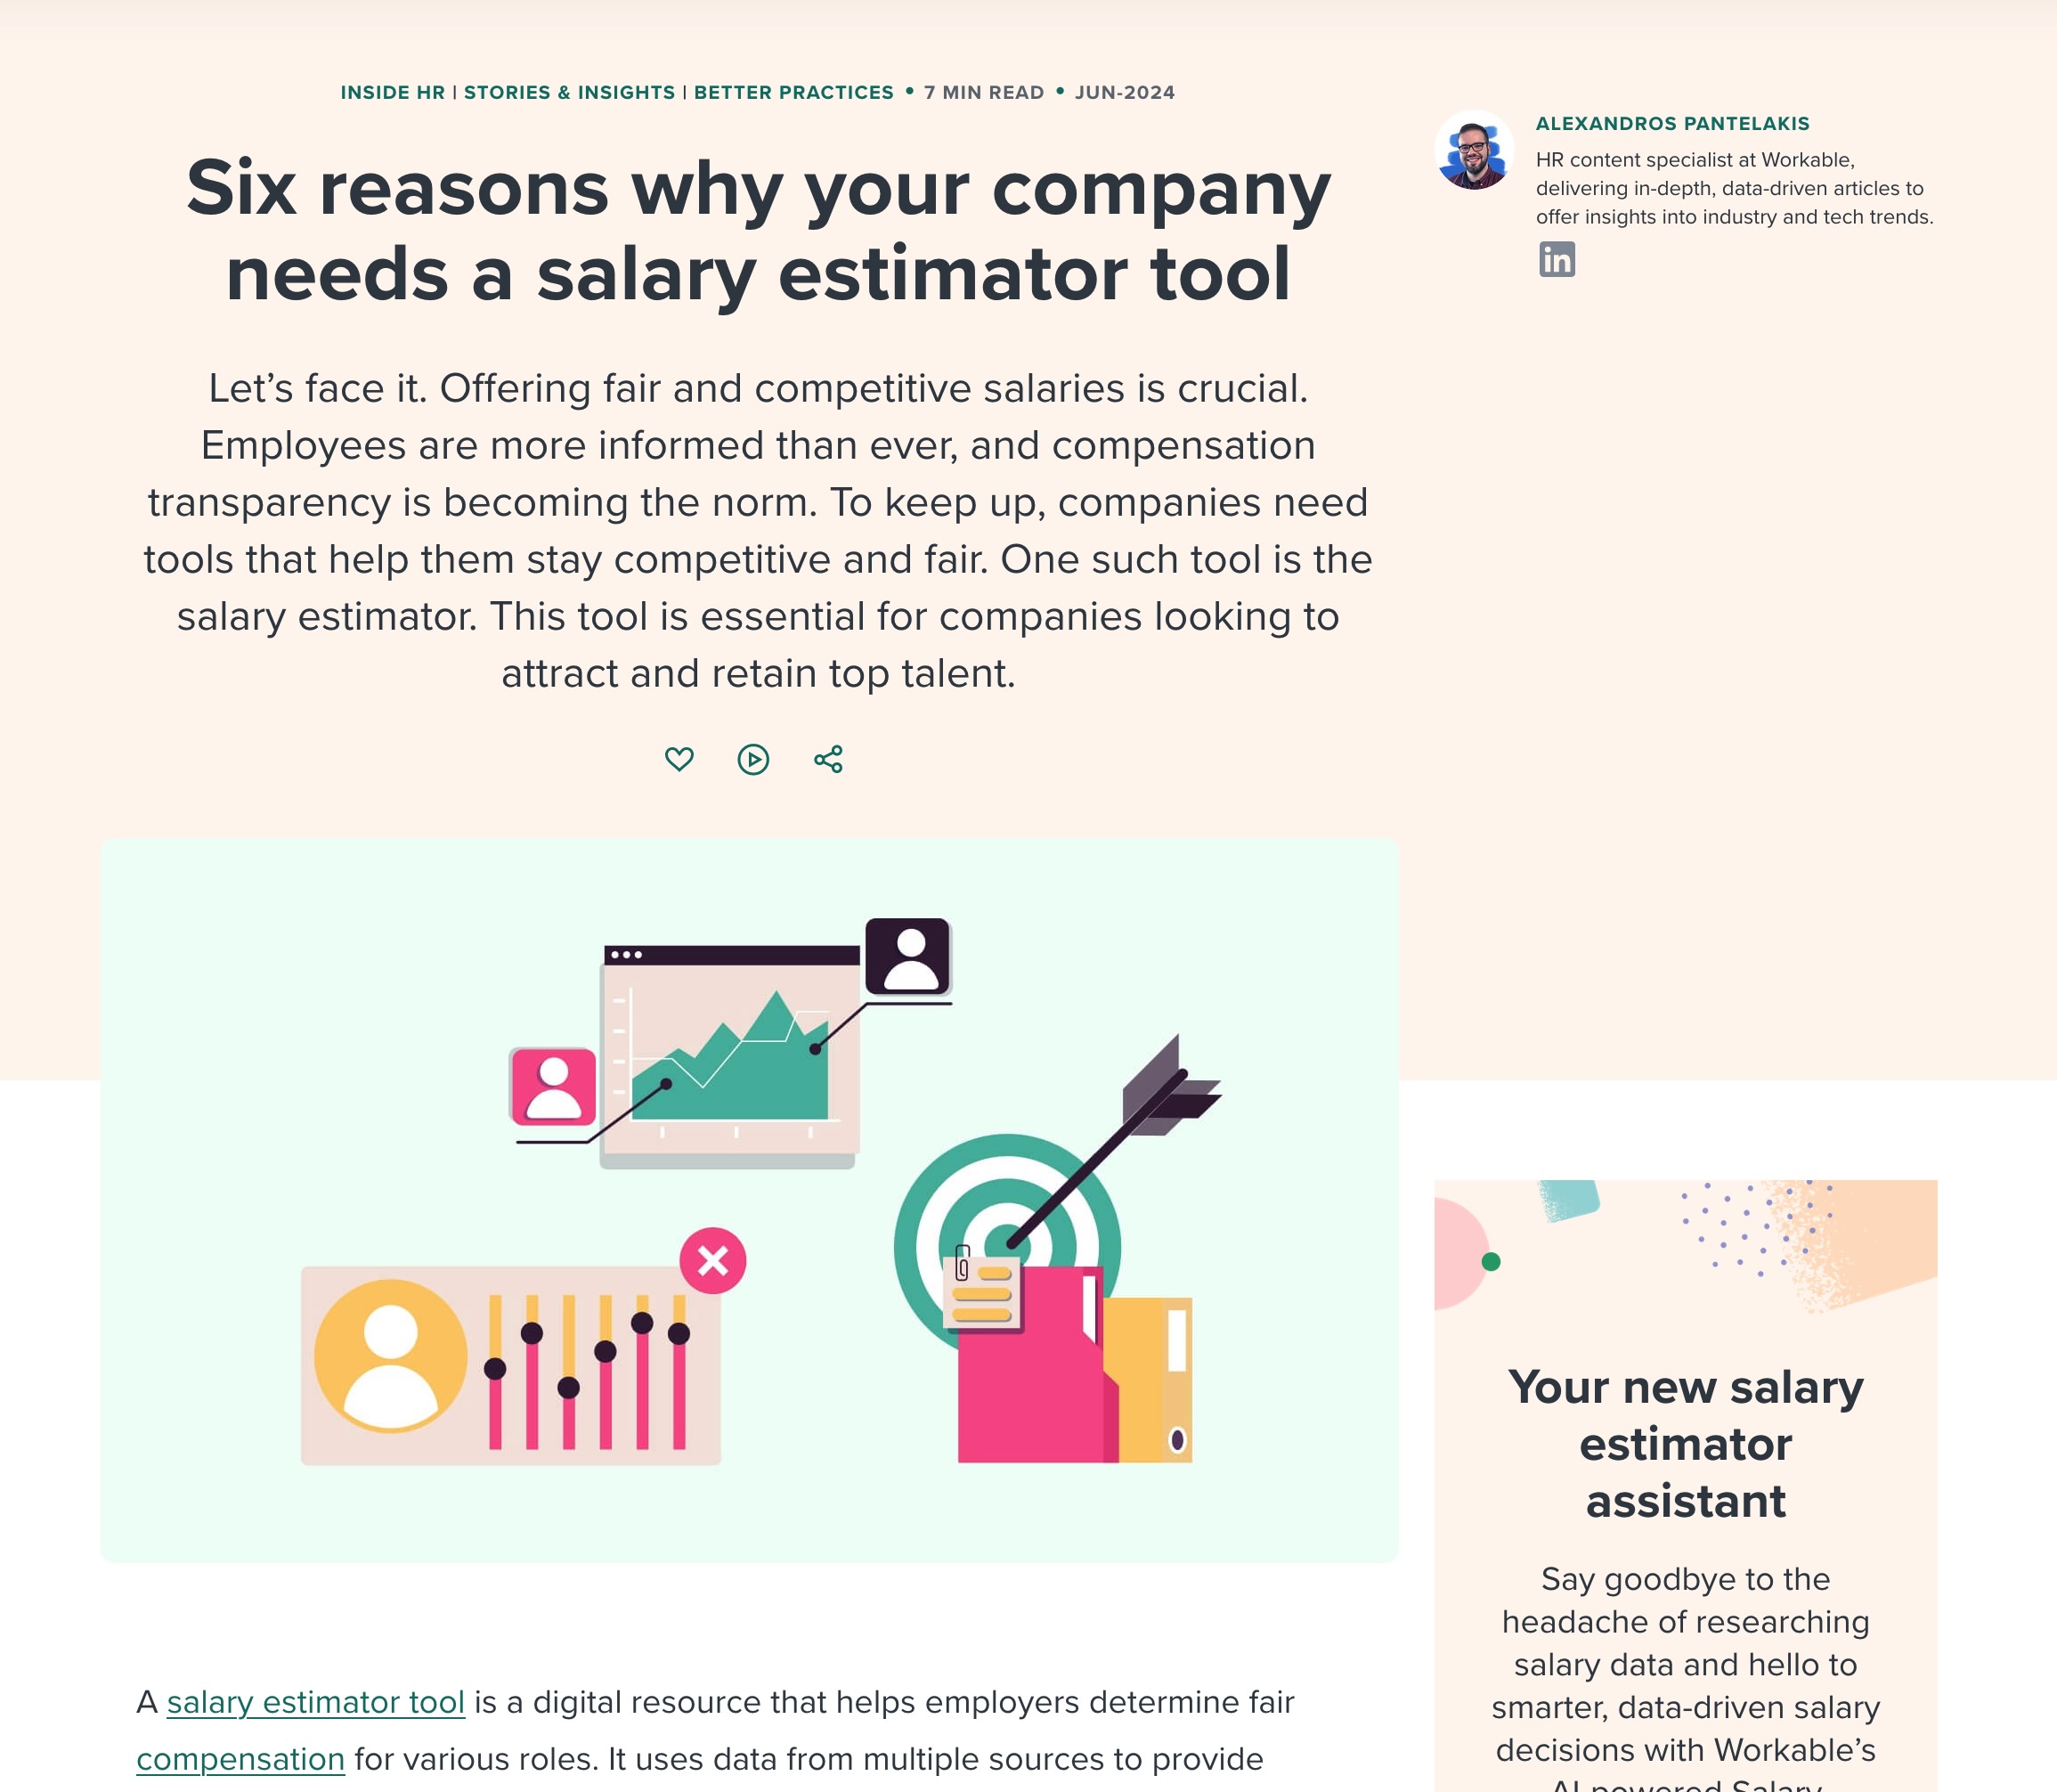 INSIDE HR | STORIES & INSIGHTS | BETTER PRACTICES • 7 MIN READ • JUN-2024
Six reasons why your company
needs a salary estimator tool
Let’s face it. Offering fair and competitive salaries is crucial.
Employees are more informed than ever, and compensation
transparency is becoming the norm. To keep up, companies need
tools that help them stay competitive and fair. One such tool is the
salary estimator. This tool is essential for companies looking to
attract and retain top talent.
ALEXANDROS PANTELAKIS
HR content specialist at Workable,
delivering in-depth, data-driven articles to
offer insights into industry and tech trends.
in
A salary estimator tool is a digital resource that helps employers determine fair
compensation for various roles. It uses data from multiple sources to provide
Your new salary
estimator
assistant
Say goodbye to the
headache of researching
salary data and hello to
smarter, data-driven salary
decisions with Workable’s
AI-powered Salary